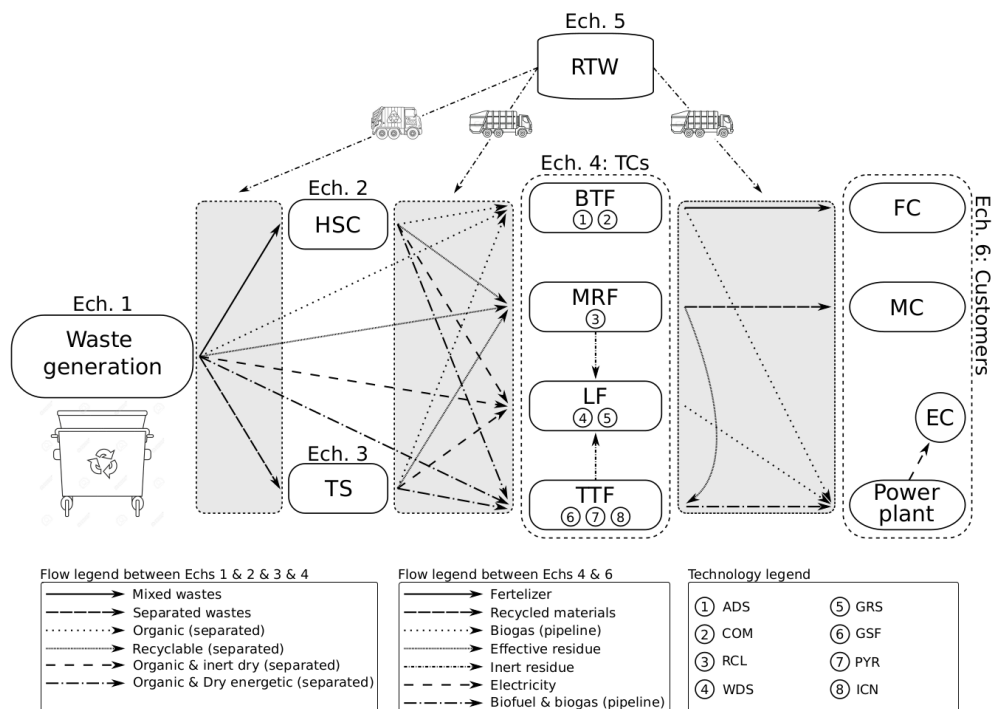 Ech. 5
RTW
Ech. 4: TCs
Ech. 2
HSC
BTF
1 2
FC
Ech. 6: Customers
Ech. 1
Waste
generation
MRF
3
MC
LF
4 5
EC
Ech. 3
TS
TTF
6 7 8
Power
plant
Flow legend between Echs 1 & 2 & 3 & 4
Mixed wastes
Separated wastes
Organic (separated)
Recyclable (separated)
Organic & inert dry (separated)
Organic & Dry energetic (separated)
Flow legend between Echs 4 & 6
Fertelizer
Recycled materials
Biogas (pipeline)
Effective residue
Inert residue
Electricity
Biofuel & biogas (pipeline)
Technology legend
1 ADS
2 COM
3 RCL
4 WDS
5 GRS
6 GSF
7 PYR
8 ICN